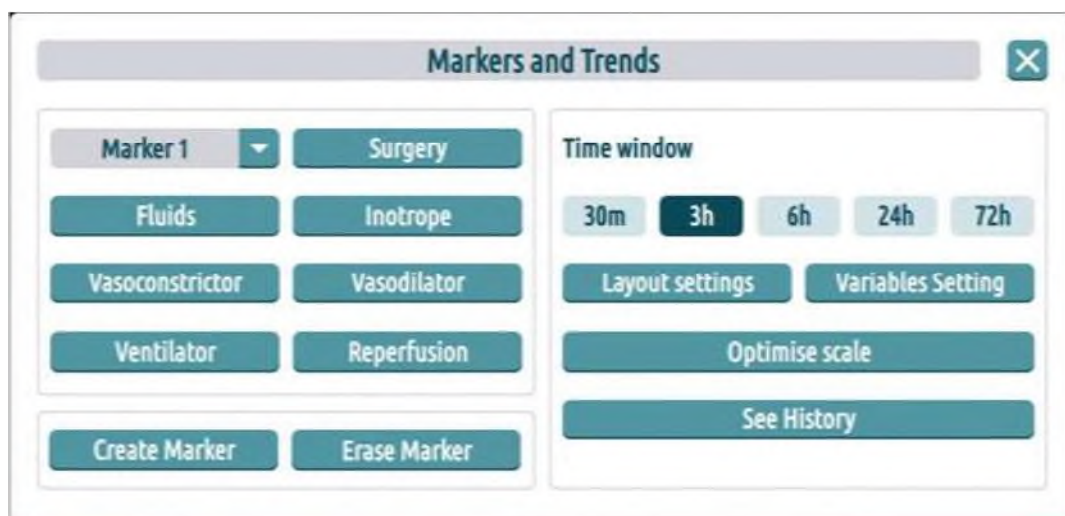 Markers and Trends
Marker 1
Surgery
Fluids
Inotrope
Vasoconstrictor
Vasodilator
Ventilator
Reperfusion
Create Marker
Erase Marker
Time window
30m 3h 6h 24h 72h
Layout settings
Variables Setting
Optimise scale
See History